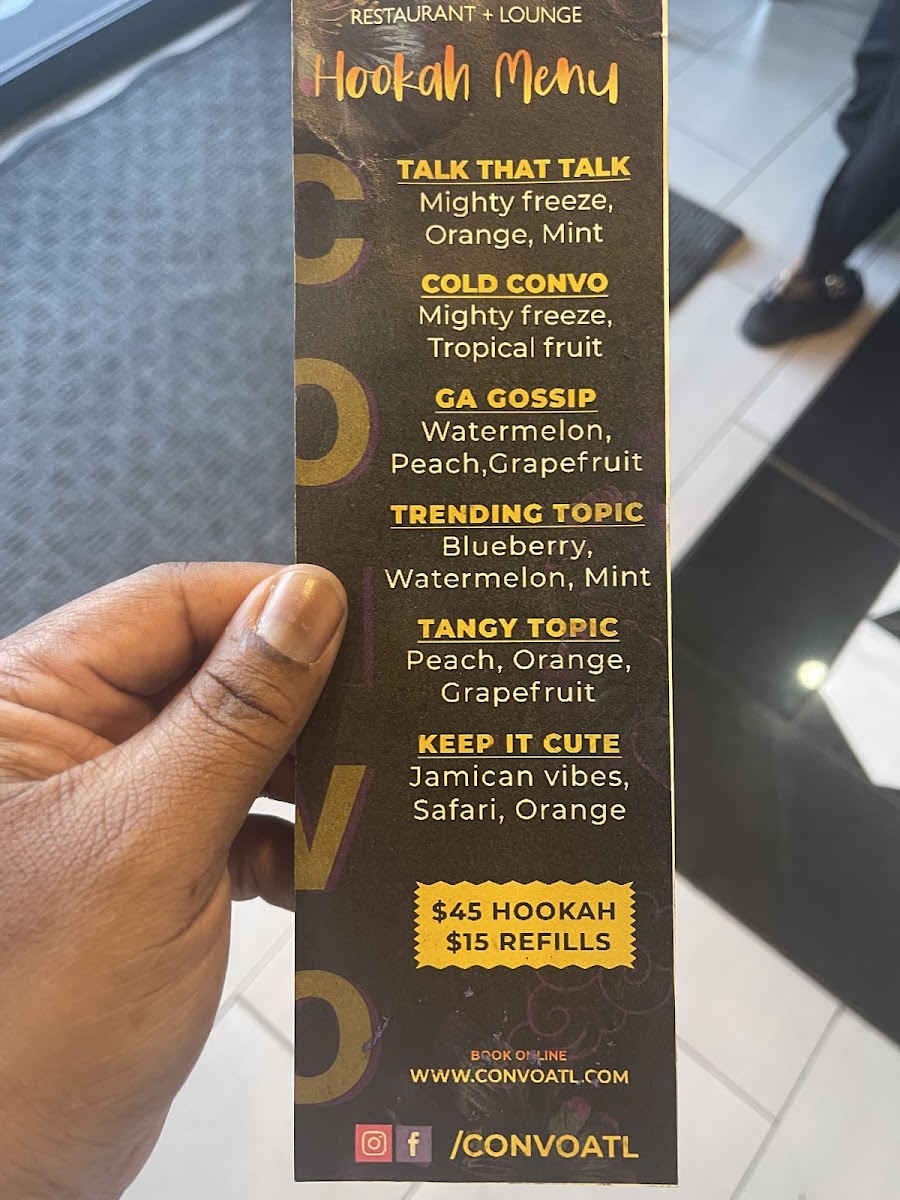 RESTAURANT + LOUNGE
Hookah Menu
TALK THAT TALK
Mighty freeze,
Orange, Mint
COLD CONVO
Mighty freeze,
Tropical fruit
GA GOSSIP
Watermelon,
Peach,Grapefruit
TRENDING TOPIC
Blueberry,
Watermelon, Mint
TANGY TOPIC
Peach, Orange,
Grapefruit
KEEP IT CUTE
Jamican vibes,
Safari, Orange
$45 HOOKAH
$15 REFILLS
BOOK ONLINE
WWW.CONVOATL.COM
/CONVOATL
C
O
V
O